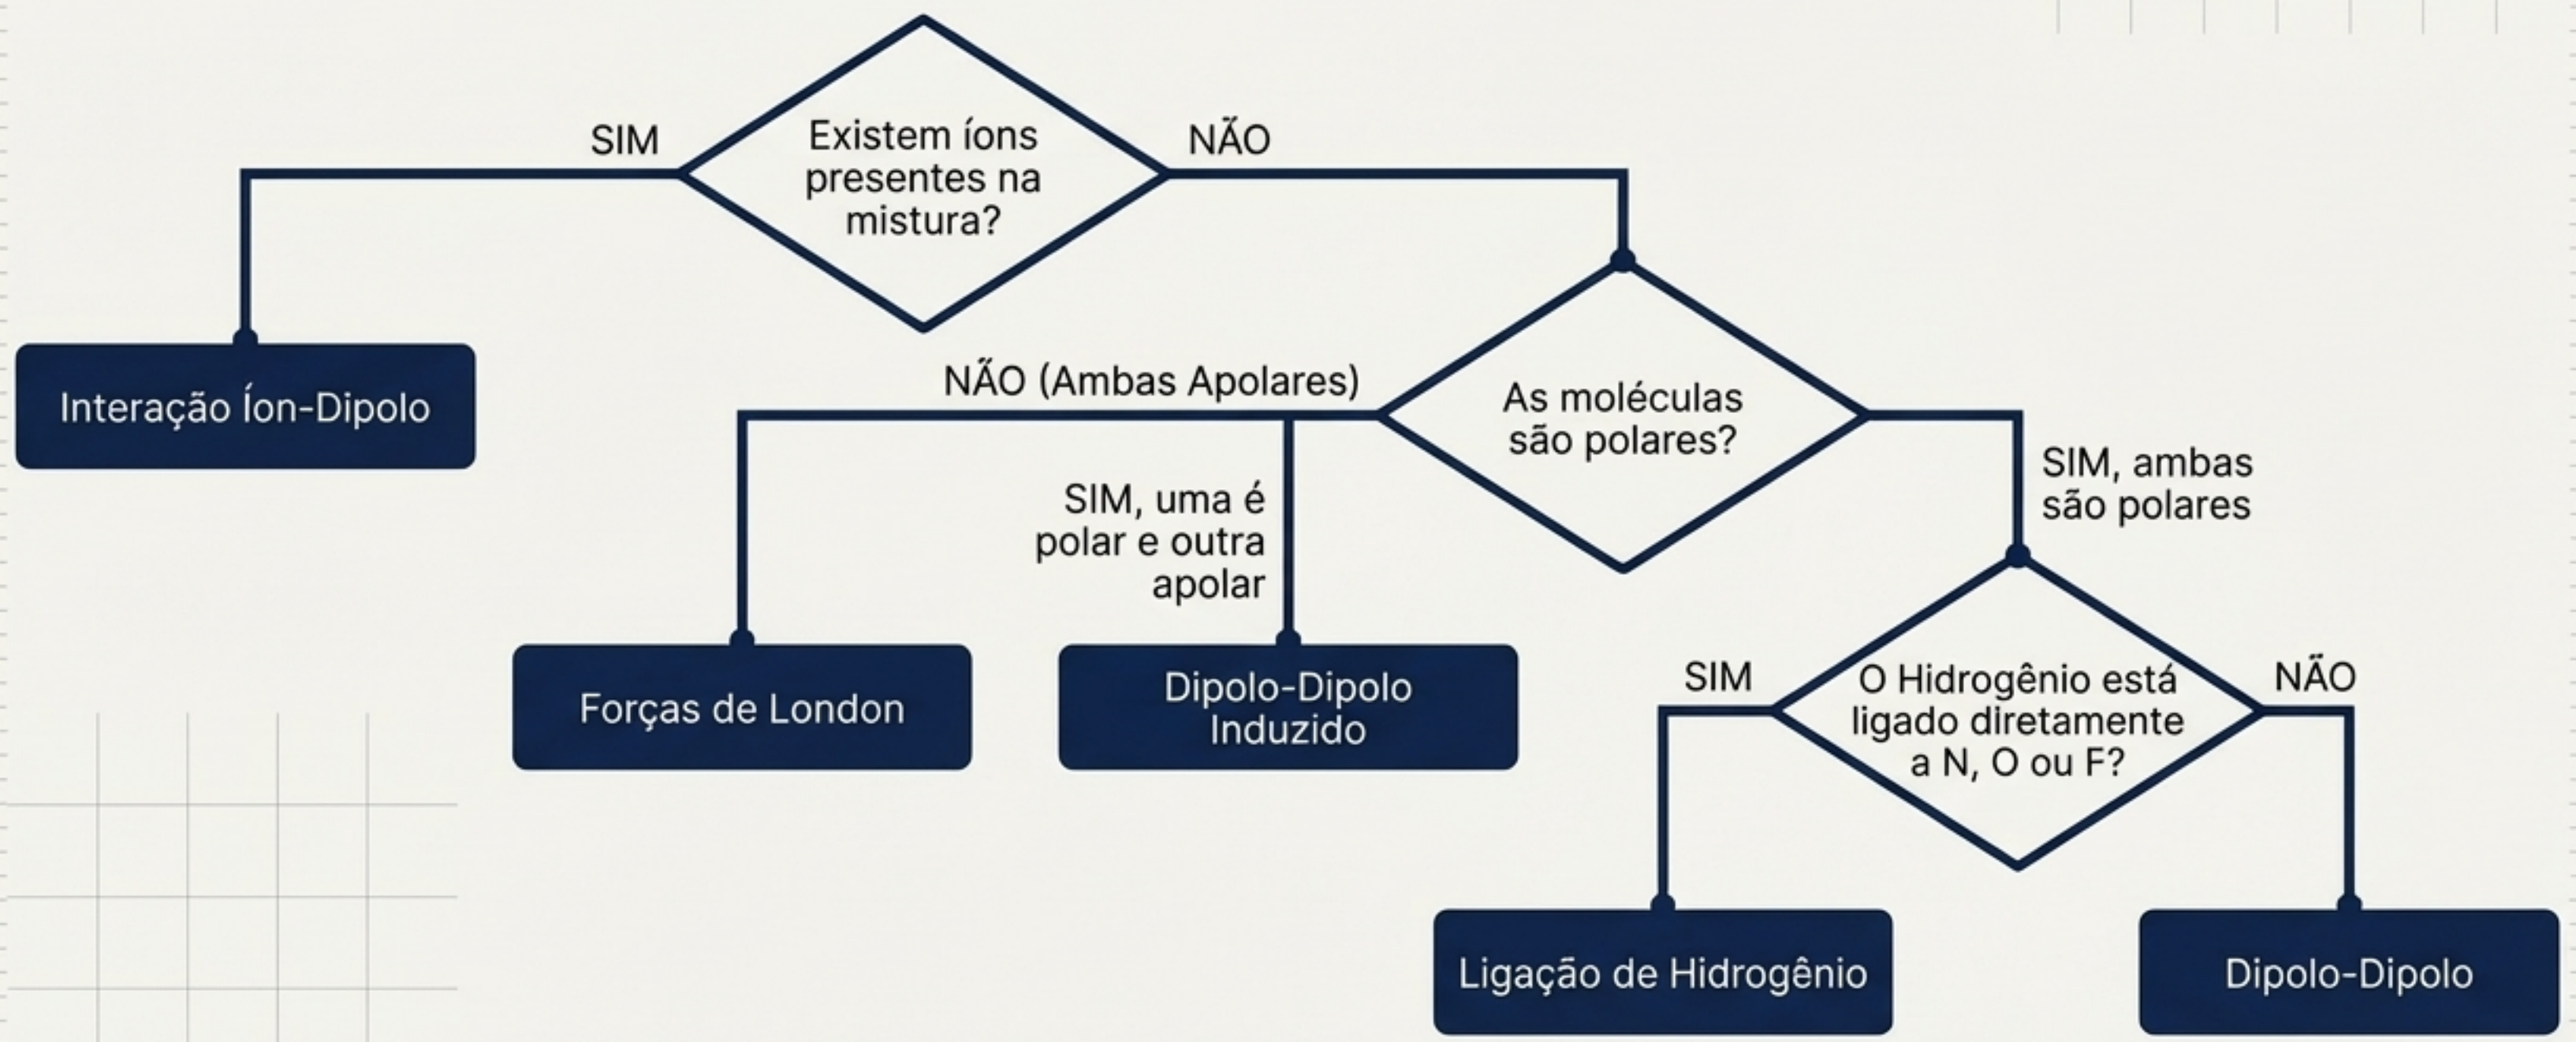 Existem íons
presentes na
mistura?
SIM
NÃO
Interação Íon-Dipolo
NÃO (Ambas Apolares)
As moléculas
são polares?
SIM, uma é
polar e outra
apolar
SIM, ambas
são polares
Forças de London
Dipolo-Dipolo
Induzido
SIM
O Hidrogênio está
ligado diretamente
a N, O ou F?
NÃO
Ligação de Hidrogênio
Dipolo-Dipolo